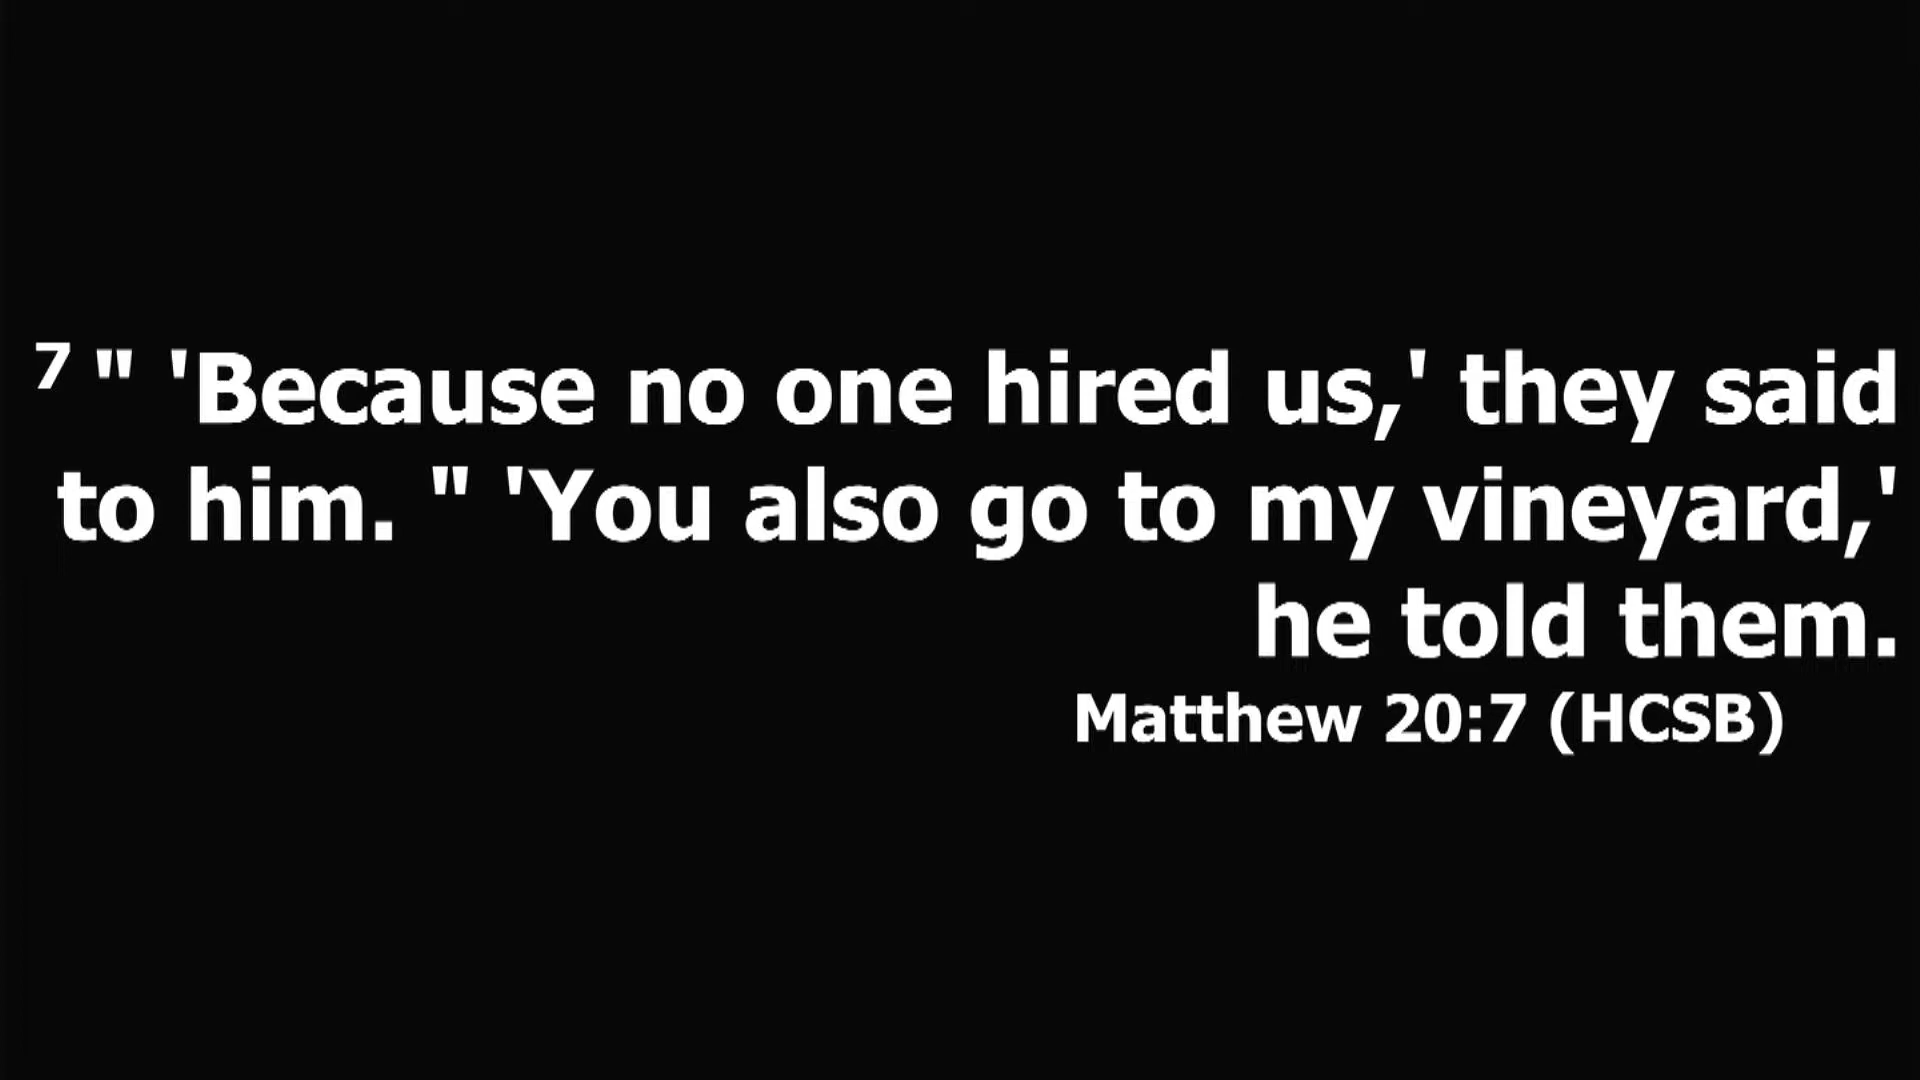 7 " 'Because no one hired us,' they said
to him. " 'You also go to my vineyard,'
he told them.
Matthew 20:7 (HCSB)